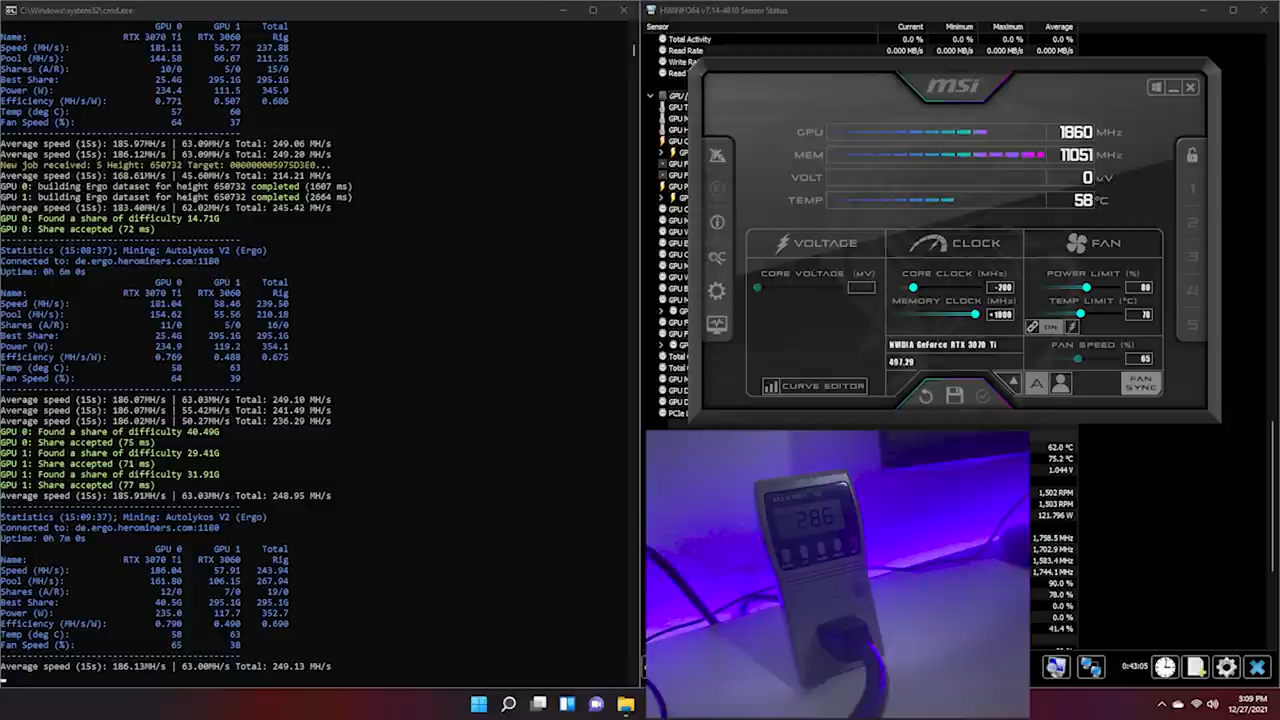 C:\Windows\system32\cmd.exe
GPU 0 GPU 1 Total
Name: RTX 3070 Ti RTX 3060 Rig
Speed (MH/s): 181.11 56.77 237.88
Pool (MH/s): 144.58 66.67 211.25
Shares (A/R): 10/0 5/0 15/0
Best Share: 25.4G 295.1G 295.1G
Power (W): 234.4 111.5 345.9
Efficiency (MH/s/W): 0.771 0.507 0.686
Temp (deg C): 57 60
Fan Speed (%): 64 37
Average speed (15s): 185.97MH/s | 63.09MH/s Total: 249.06 MH/s
Average speed (15s): 186.12MH/s | 63.09MH/s Total: 249.20 MH/s
New job received: 5 Height: 650732 Target: 000000005975D3E0...
Average speed (15s): 168.61MH/s | 45.60MH/s Total: 214.21 MH/s
GPU 0: building Ergo dataset for height 650732 completed (1607 ms)
GPU 1: building Ergo dataset for height 650732 completed (2664 ms)
Average speed (15s): 183.40MH/s | 62.02MH/s Total: 245.42 MH/s
GPU 0: Found a share of difficulty 14.71G
GPU 0: Share accepted (72 ms)
Statistics (15:08:37); Mining: Autolykos V2 (Ergo)
Connected to: de.ergo.herominers.com:1180
Uptime: 0h 6m 0s
GPU 0 GPU 1 Total
Name: RTX 3070 Ti RTX 3060 Rig
Speed (MH/s): 181.04 58.46 239.50
Pool (MH/s): 154.62 55.56 210.18
Shares (A/R): 11/0 5/0 16/0
Best Share: 25.4G 295.1G 295.1G
Power (W): 234.9 119.2 354.1
Efficiency (MH/s/W): 0.769 0.488 0.675
Temp (deg C): 58 63
Fan Speed (%): 64 39
Average speed (15s): 186.07MH/s | 63.03MH/s Total: 249.10 MH/s
Average speed (15s): 186.07MH/s | 55.42MH/s Total: 241.49 MH/s
Average speed (15s): 186.02MH/s | 50.27MH/s Total: 236.29 MH/s
GPU 0: Found a share of difficulty 40.49G
GPU 0: Share accepted (75 ms)
GPU 1: Found a share of difficulty 29.41G
GPU 1: Share accepted (71 ms)
GPU 1: Found a share of difficulty 31.91G
GPU 1: Share accepted (77 ms)
Average speed (15s): 185.91MH/s | 63.03MH/s Total: 248.95 MH/s
Statistics (15:09:37); Mining: Autolykos V2 (Ergo)
Connected to: de.ergo.herominers.com:1180
Uptime: 0h 7m 0s
GPU 0 GPU 1 Total
Name: RTX 3070 Ti RTX 3060 Rig
Speed (MH/s): 186.04 57.91 243.94
Pool (MH/s): 161.80 106.15 267.94
Shares (A/R): 12/0 7/0 19/0
Best Share: 40.5G 295.1G 295.1G
Power (W): 235.0 117.7 352.7
Efficiency (MH/s/W): 0.790 0.490 0.690
Temp (deg C): 58 63
Fan Speed (%): 65 38
Average speed (15s): 186.13MH/s | 63.00MH/s Total: 249.13 MH/s
HWiNFO64 v7.14-4610 Sensor Status
Sensor Current Minimum Maximum Average
Total Activity 0.0 % 0.0 % 0.0 % 0.0 %
Read Rate 0.000 MB/s 0.000 MB/s 0.000 MB/s 0.000 MB/s
msi
GPU 1860 MHz
MEM 11051 MHz
VOLT 0 uV
TEMP 58 °C
VOLTAGE
CORE VOLTAGE (MV)
CURVE EDITOR
CLOCK
CORE CLOCK (MHz)
-200
MEMORY CLOCK (MHz)
+1800
NVIDIA GeForce RTX 3070 Ti
497.29
FAN
POWER LIMIT (%)
80
TEMP LIMIT (°C)
78
FAN SPEED (%)
65
A
FAN SYNC
1
2
3
4
5
286
62.0 °C
75.2 °C
1.044 V
1,502 RPM
1,503 RPM
121.796 W
1,758.5 MHz
1,702.9 MHz
1,583.4 MHz
1,744.1 MHz
90.0 %
78.0 %
0.0 %
0.0 %
41.4 %
0:43:05
3:09 PM
12/27/2021